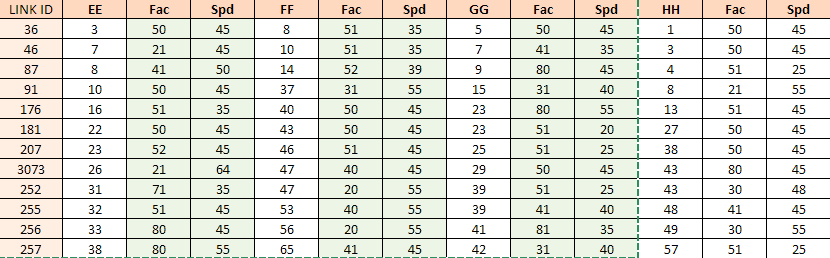 LINK ID EE Fac Spd FF Fac Spd GG Fac Spd HH Fac Spd
36 3 50 45 8 51 35 5 50 45 1 50 45
46 7 21 45 10 51 35 7 41 35 3 50 45
87 8 41 50 14 52 39 9 80 45 4 51 25
91 10 50 45 37 31 55 15 31 40 8 21 55
176 16 51 35 40 50 45 23 80 55 13 51 45
181 22 50 45 43 50 45 23 51 20 27 50 45
207 23 52 45 46 51 45 25 51 25 38 50 45
3073 26 21 64 47 40 45 29 50 45 43 80 45
252 31 71 35 47 20 55 39 51 25 43 30 48
255 32 51 45 53 40 55 39 41 40 48 41 45
256 33 80 45 56 20 55 41 81 35 49 30 55
257 38 80 55 65 41 45 42 31 40 57 51 25